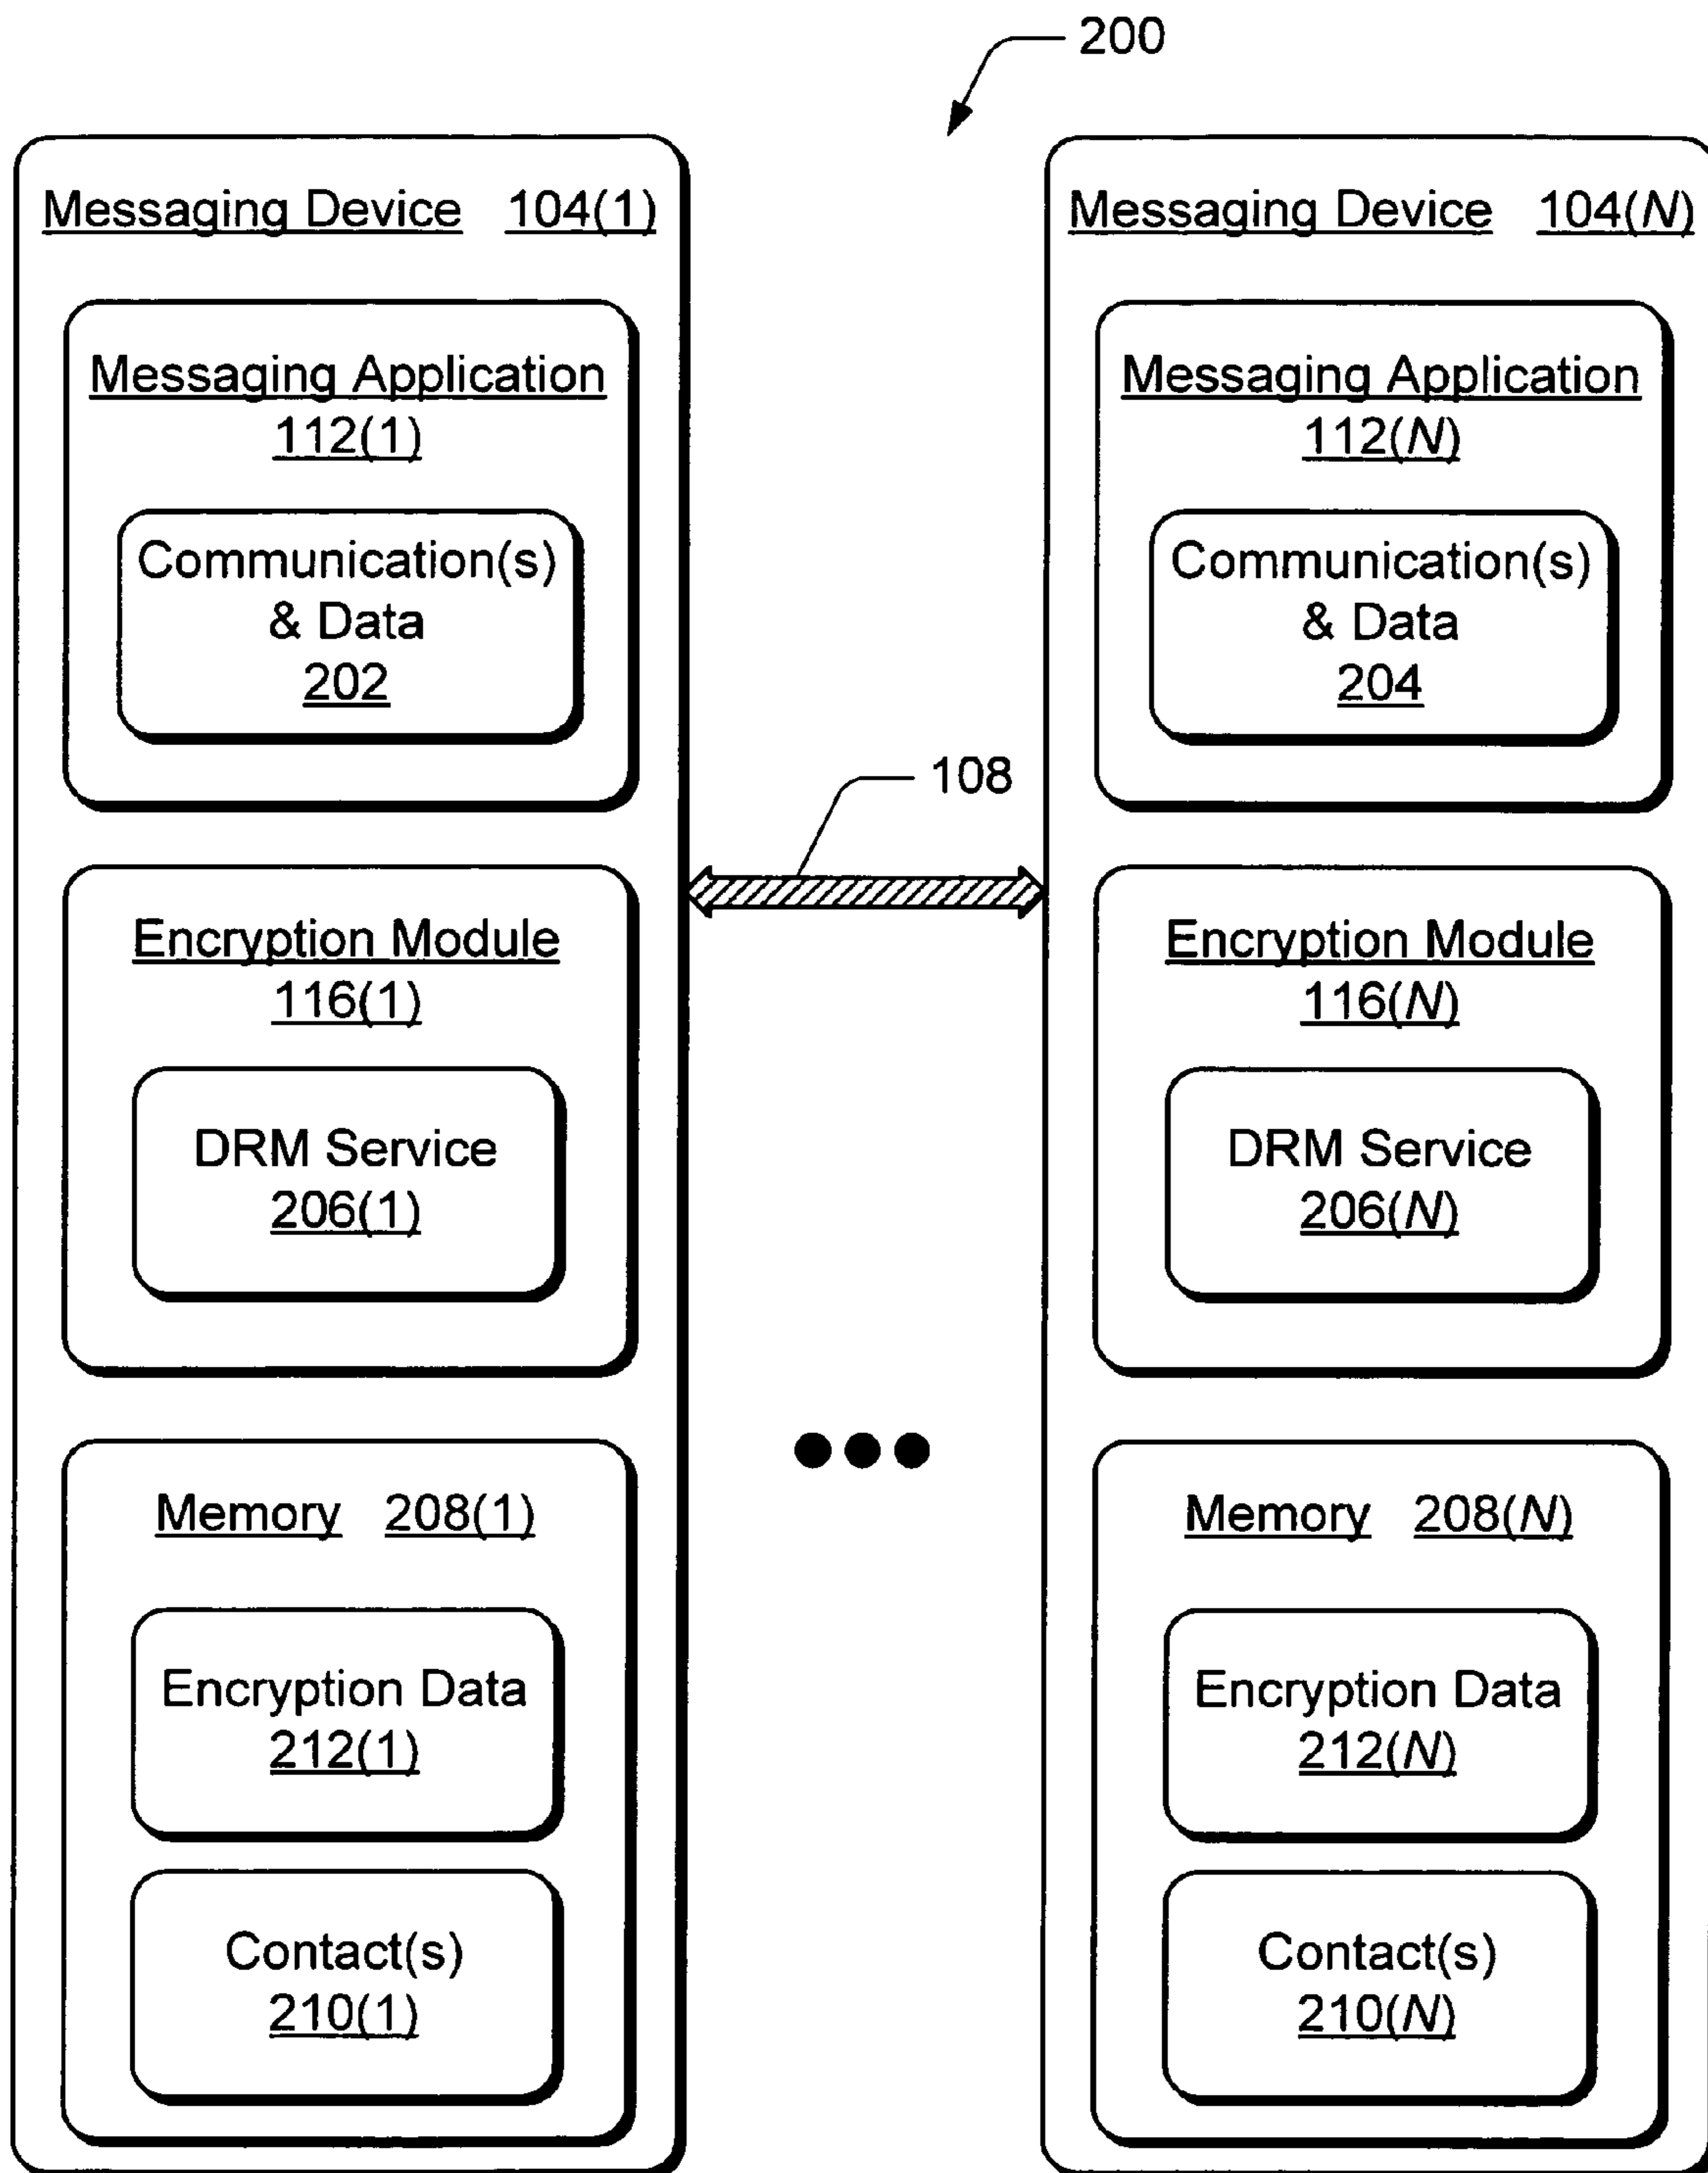 200
Messaging Device 104(1)
Messaging Application
112(1)
Communication(s)
& Data
202
Encryption Module
116(1)
DRM Service
206(1)
Memory 208(1)
Encryption Data
212(1)
Contact(s)
210(1)
108
Messaging Device 104(N)
Messaging Application
112(N)
Communication(s)
& Data
204
Encryption Module
116(N)
DRM Service
206(N)
Memory 208(N)
Encryption Data
212(N)
Contact(s)
210(N)